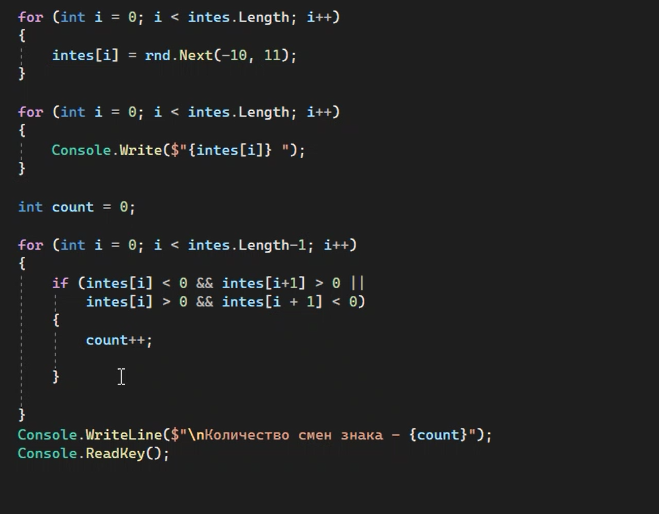 for (int i = 0; i < intes.Length; i++)
{
intes[i] = rnd.Next(-10, 11);
}
for (int i = 0; i < intes.Length; i++)
{
Console.Write($"{intes[i]} ");
}
int count = 0;
for (int i = 0; i < intes.Length-1; i++)
{
if (intes[i] < 0 && intes[i+1] > 0 ||
intes[i] > 0 && intes[i + 1] < 0)
{
count++;
}
}
Console.WriteLine($"\nКоличество смен знака - {count}");
Console.ReadKey();